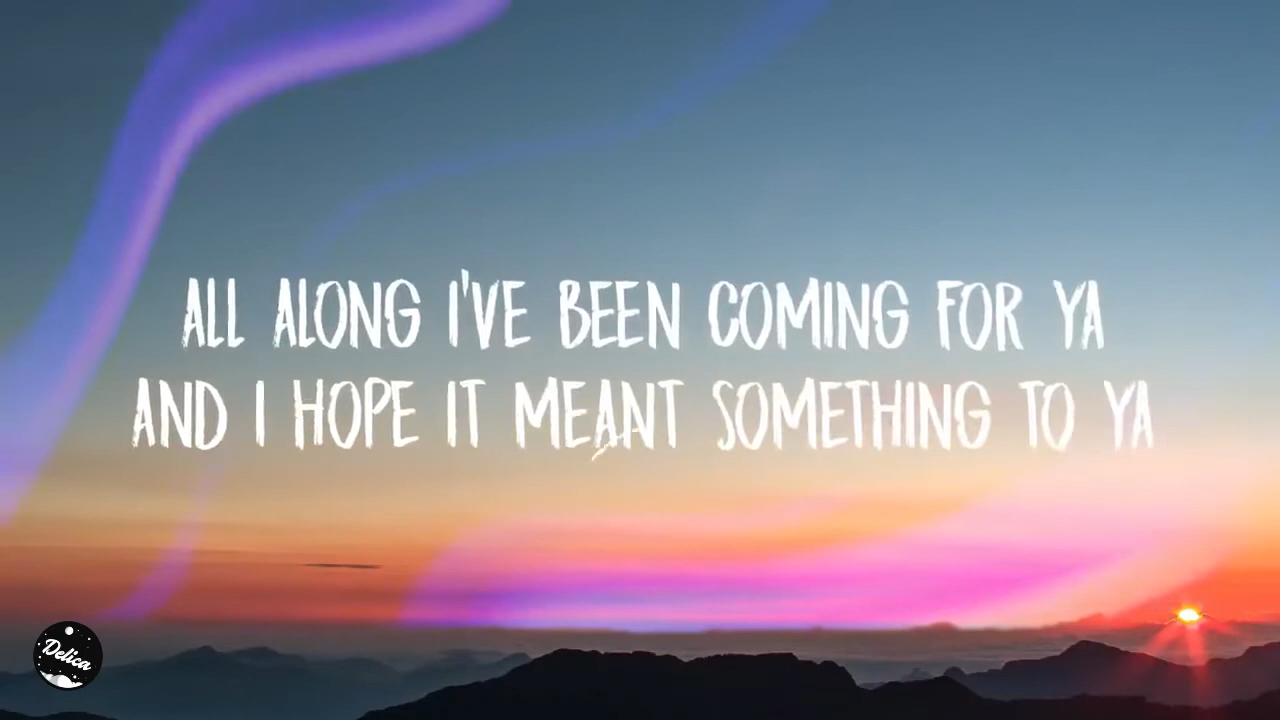 ALL ALONG I'VE BEEN COMING FOR YA
AND I HOPE IT MEANT SOMETHING TO YA
Delica